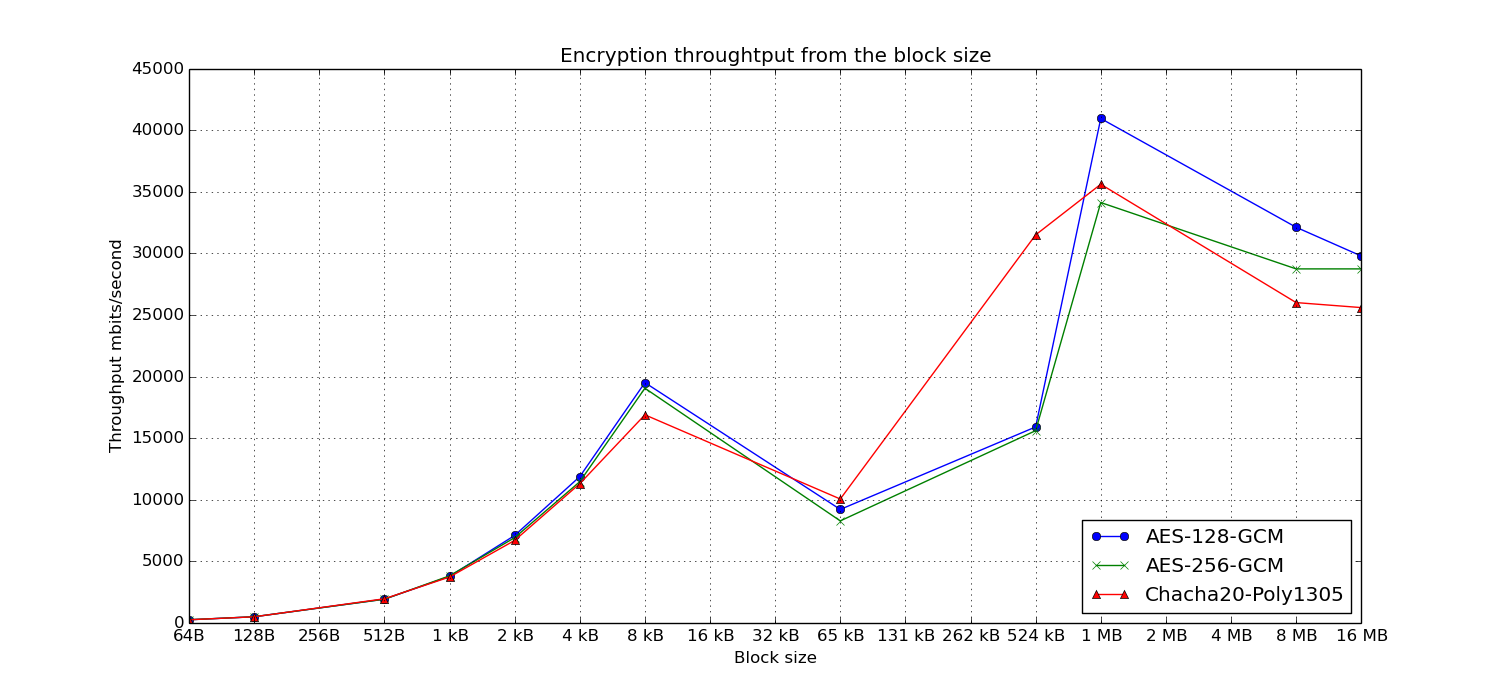 Encryption throughtput from the block size
45000
40000
35000
30000
25000
20000
15000
10000
5000
0
Throughput mbits/second
64B 128B 256B 512B 1 kB 2 kB 4 kB 8 kB 16 kB 32 kB 65 kB 131 kB 262 kB 524 kB 1 MB 2 MB 4 MB 8 MB 16 MB
Block size
AES-128-GCM
AES-256-GCM
Chacha20-Poly1305